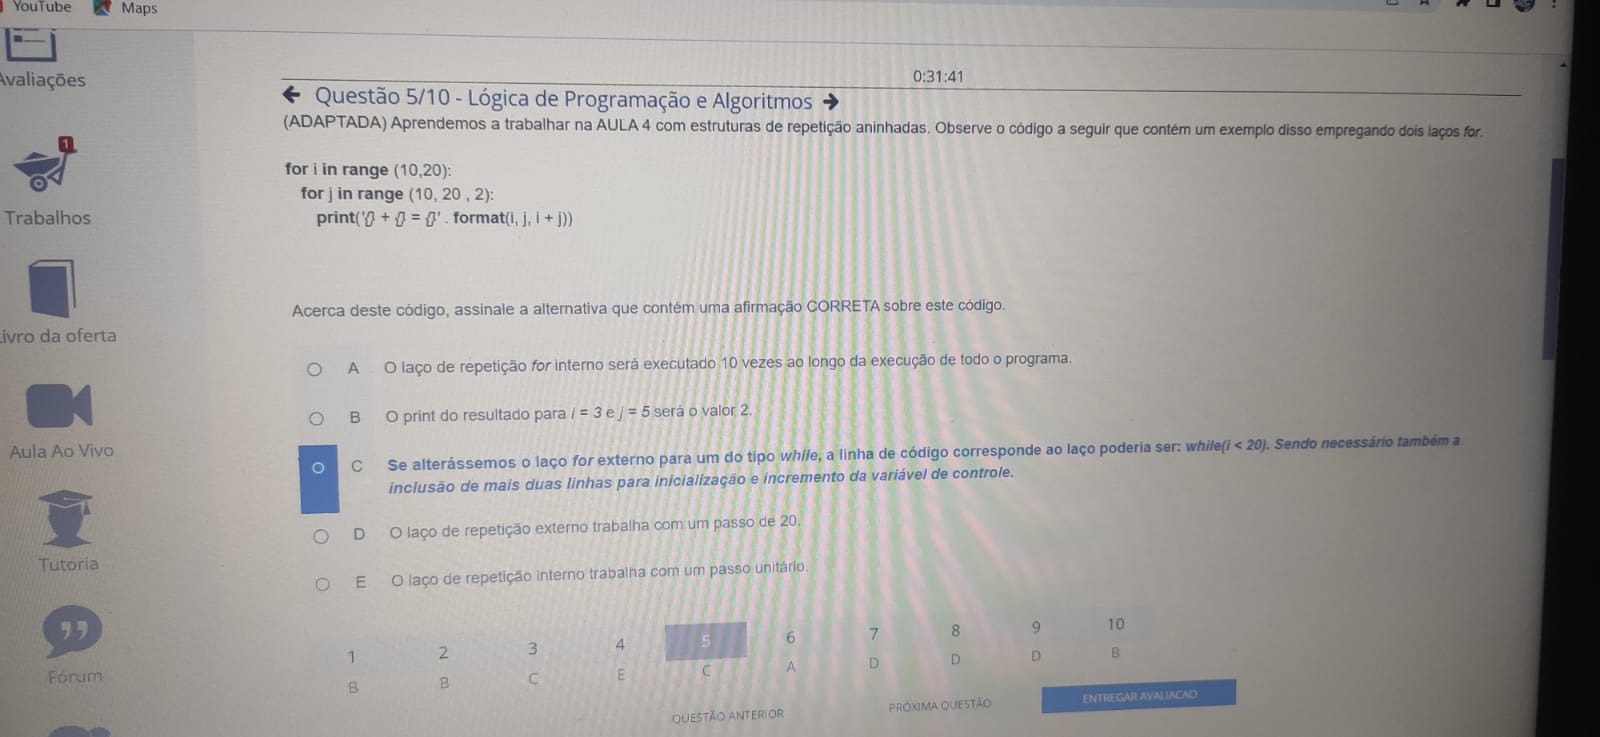 YouTube
Maps
Avaliações
1
Trabalhos
Livro da oferta
Aula Ao Vivo
Tutoria
Fórum
0:31:41
← Questão 5/10 - Lógica de Programação e Algoritmos →
(ADAPTADA) Aprendemos a trabalhar na AULA 4 com estruturas de repetição aninhadas. Observe o código a seguir que contém um exemplo disso empregando dois laços for.
for i in range (10,20):
for j in range (10, 20 , 2):
print('{} + {} = {}' . format(i, j, i + j))
Acerca deste código, assinale a alternativa que contém uma afirmação CORRETA sobre este código.
A O laço de repetição for interno será executado 10 vezes ao longo da execução de todo o programa.
B O print do resultado para i = 3 e j = 5 será o valor 2.
C Se alterássemos o laço for externo para um do tipo while, a linha de código corresponde ao laço poderia ser: while(i < 20). Sendo necessário também a
inclusão de mais duas linhas para inicialização e incremento da variável de controle.
D O laço de repetição externo trabalha com um passo de 20.
E O laço de repetição interno trabalha com um passo unitário.
1 2 3 4 5 6 7 8 9 10
B B C E C A D D D B
QUESTÃO ANTERIOR PRÓXIMA QUESTÃO ENTREGAR AVALIACAO